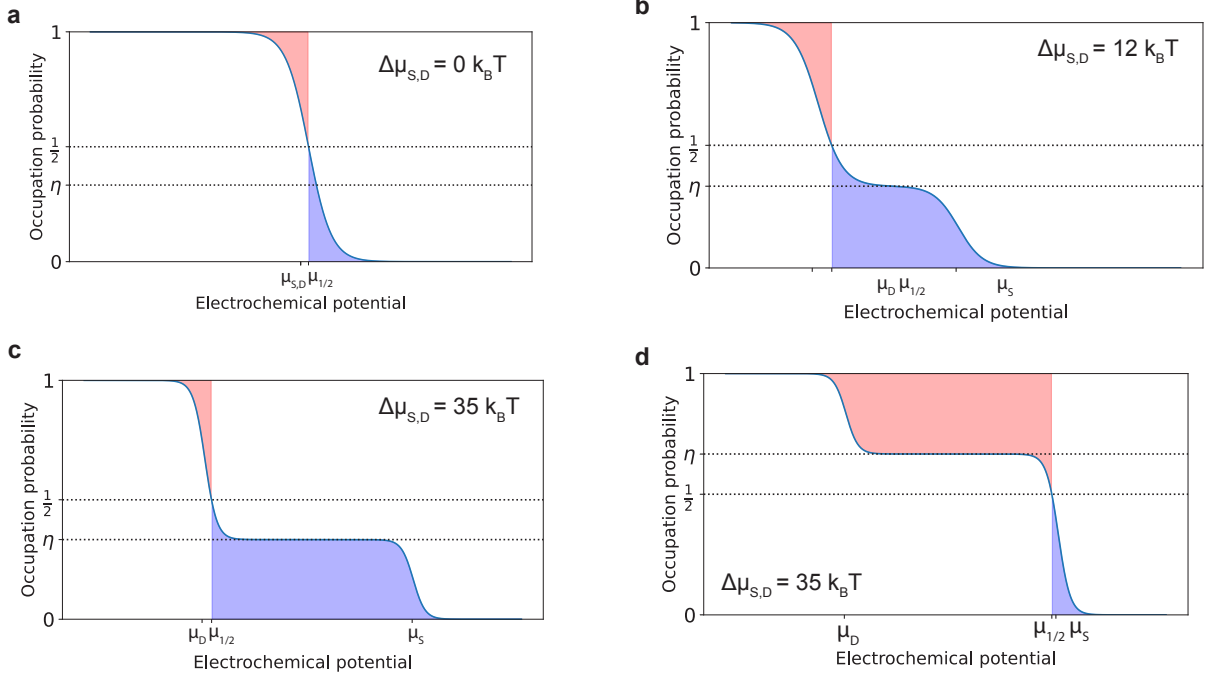 a
Δμ_S,D = 0 k_BT
Occupation probability
1
1/2
η
0
μ_S,D μ_1/2
Electrochemical potential
b
Δμ_S,D = 12 k_BT
Occupation probability
1
1/2
η
0
μ_D μ_1/2 μ_S
Electrochemical potential
c
Δμ_S,D = 35 k_BT
Occupation probability
1
1/2
η
0
μ_D μ_1/2 μ_S
Electrochemical potential
d
Occupation probability
1
η
1/2
0
Δμ_S,D = 35 k_BT
μ_D μ_1/2 μ_S
Electrochemical potential